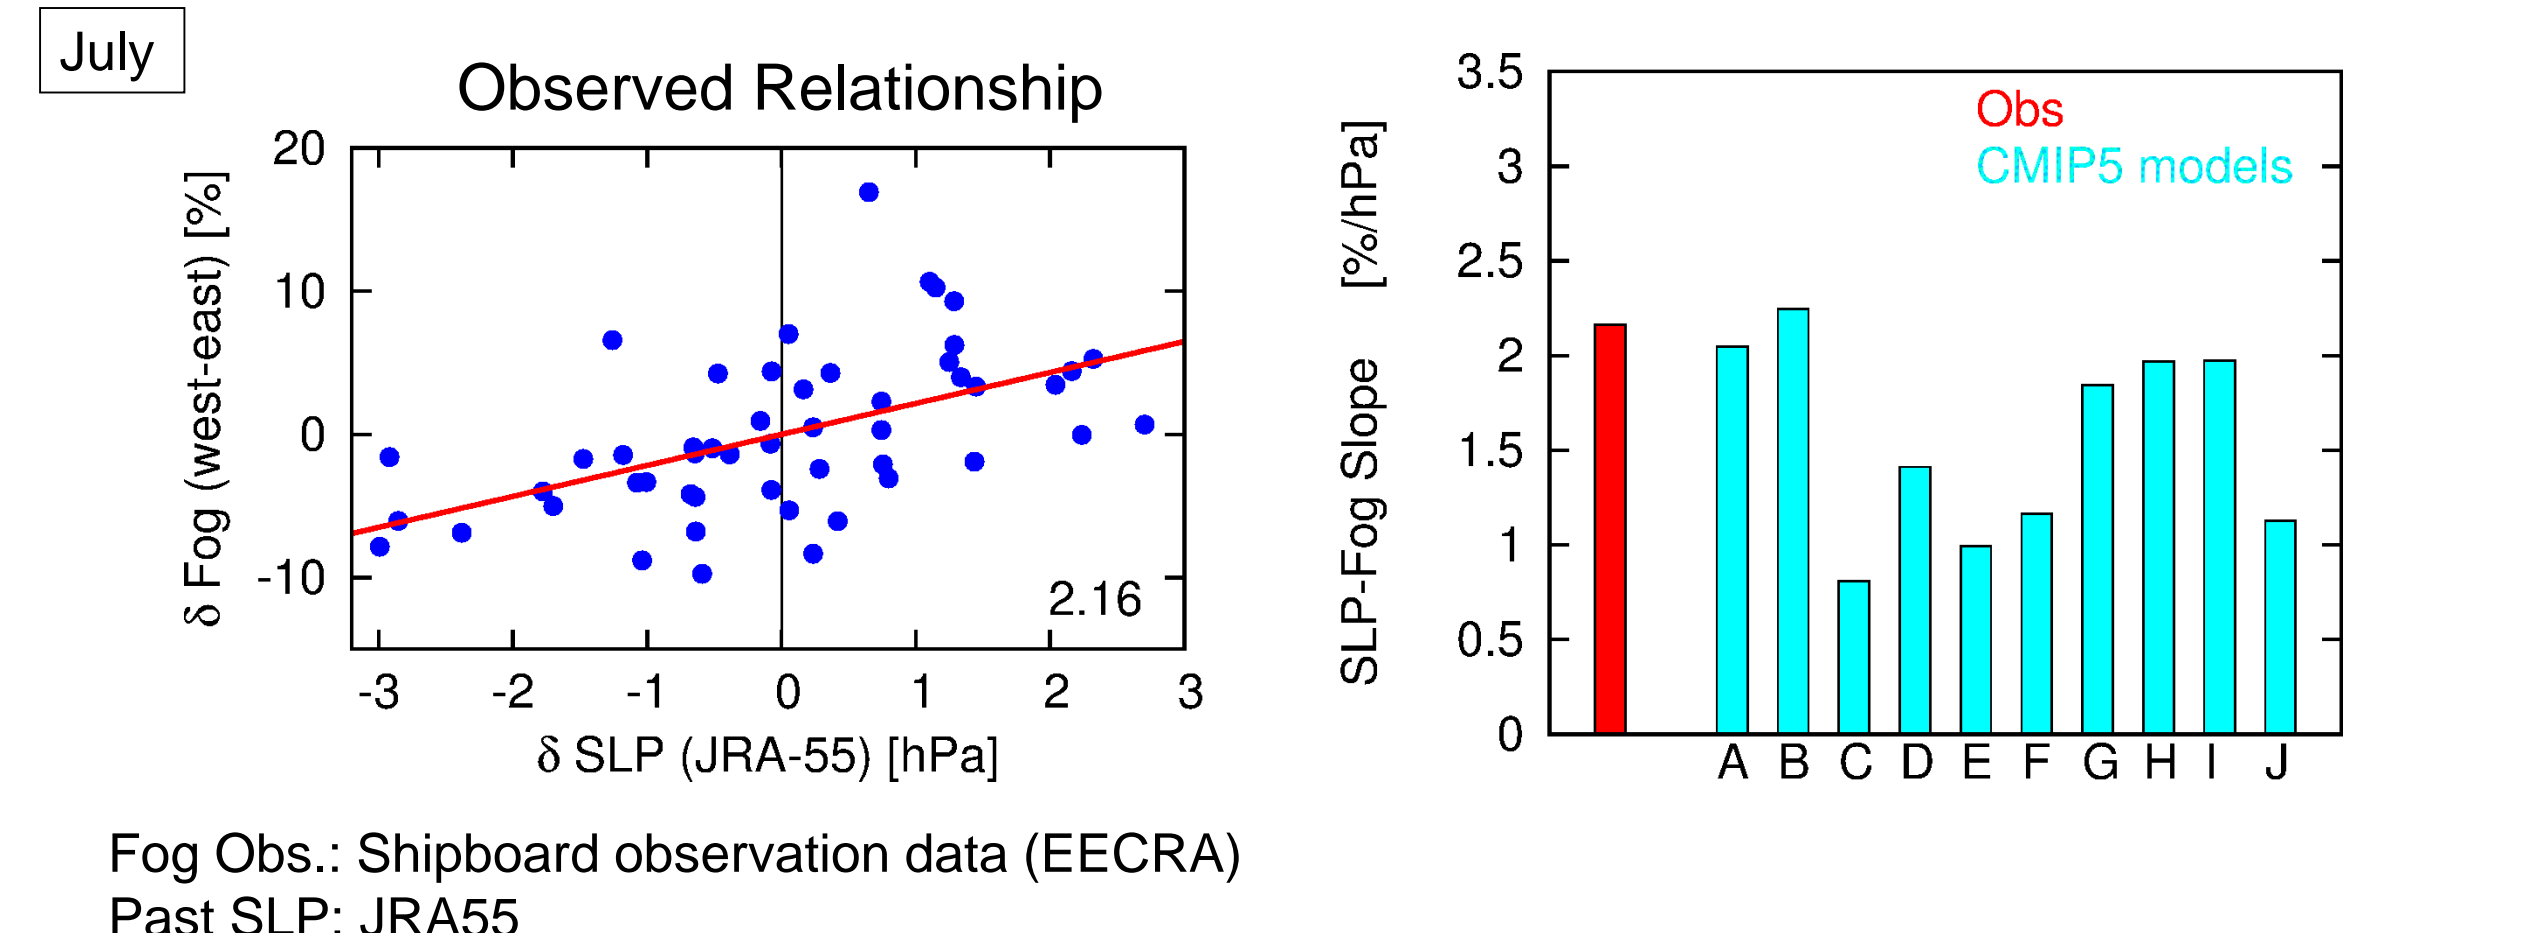 July
Observed Relationship
20
10
0
-10
δ Fog (west-east) [%]
2.16
-3 -2 -1 0 1 2 3
δ SLP (JRA-55) [hPa]
3.5
3
2.5
2
1.5
1
0.5
0
SLP-Fog Slope [%/hPa]
Obs
CMIP5 models
A B C D E F G H I J
Fog Obs.: Shipboard observation data (EECRA)
Past SLP: JRA55